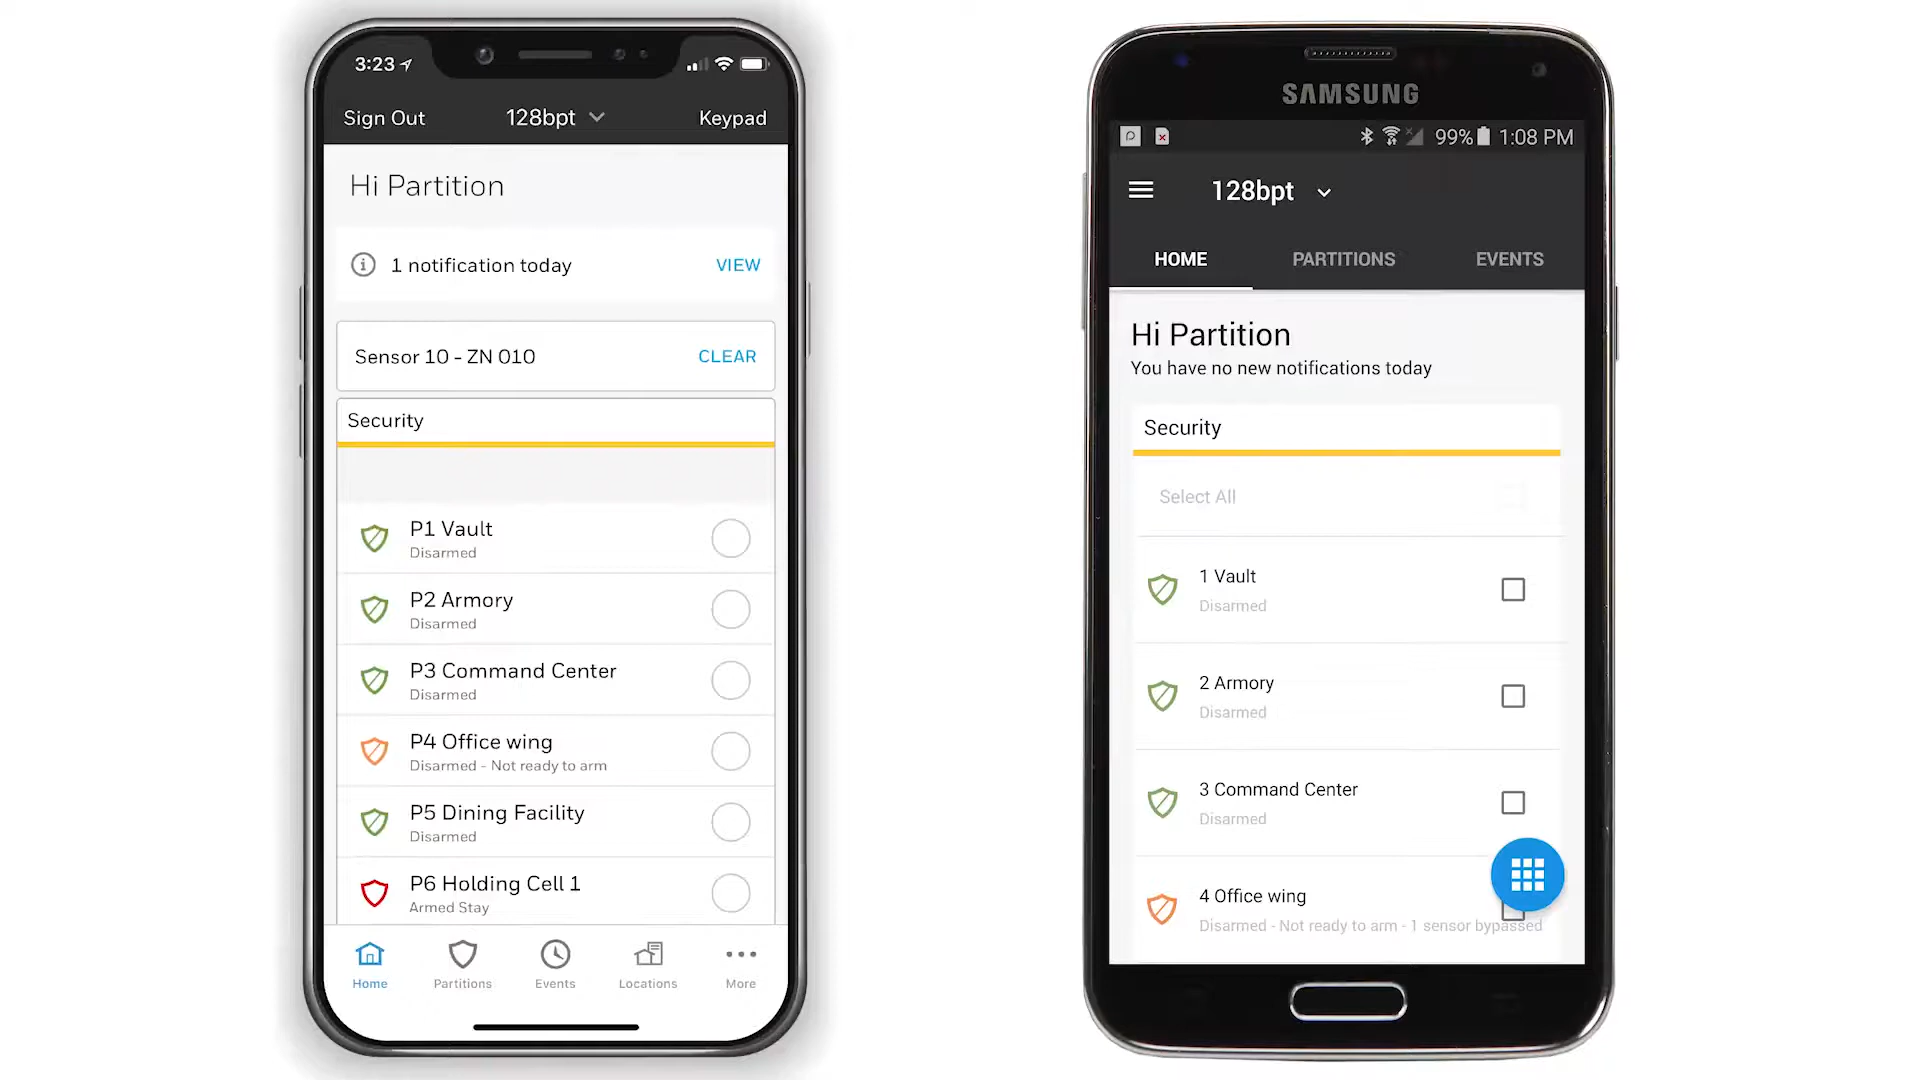 3:23
Sign Out 128bpt Keypad
Hi Partition
1 notification today VIEW
Sensor 10 - ZN 010 CLEAR
Security
P1 Vault
Disarmed
P2 Armory
Disarmed
P3 Command Center
Disarmed
P4 Office wing
Disarmed - Not ready to arm
P5 Dining Facility
Disarmed
P6 Holding Cell 1
Armed Stay
Home Partitions Events Locations More
SAMSUNG
99% 1:08 PM
128bpt
HOME PARTITIONS EVENTS
Hi Partition
You have no new notifications today
Security
Select All
1 Vault
Disarmed
2 Armory
Disarmed
3 Command Center
Disarmed
4 Office wing
Disarmed - Not ready to arm - 1 sensor bypassed